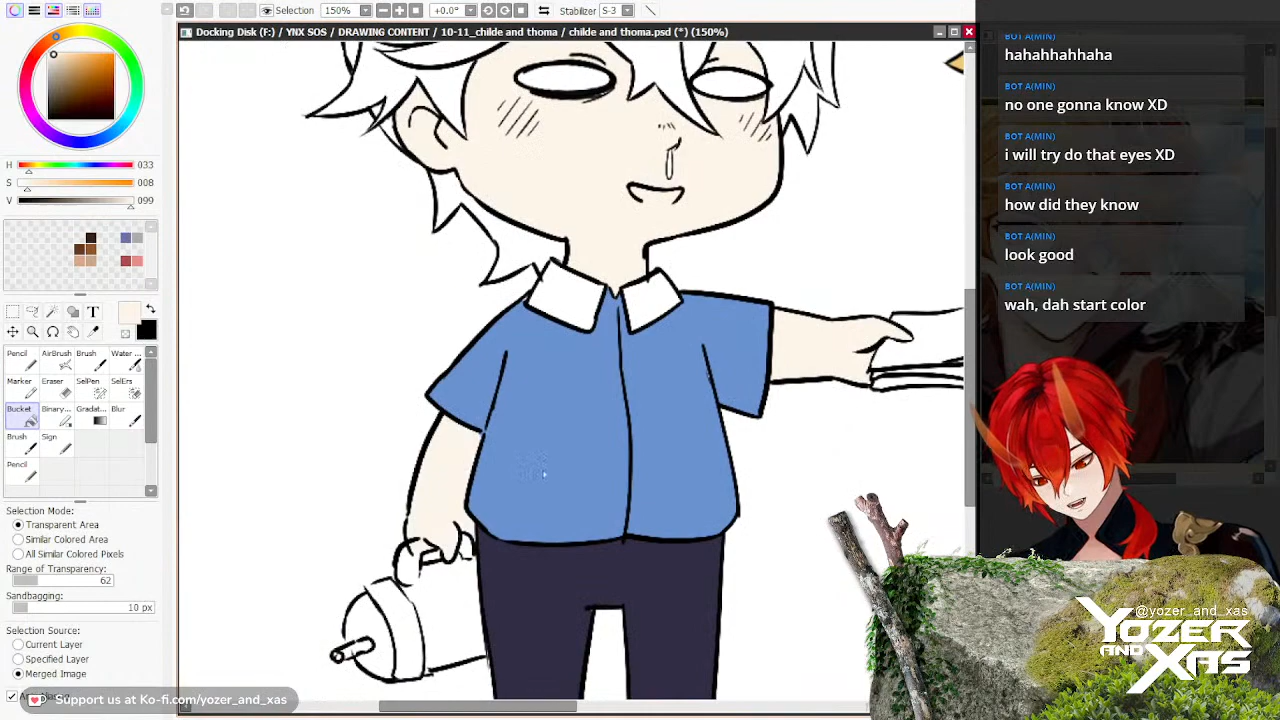 Selection
150%
+0.0°
Stabilizer
S-3
Docking Disk (F:) / YNX SOS / DRAWING CONTENT / 10-11_childe and thoma / childe and thoma.psd (*) (150%)
H
033
S
008
V
099
T
Pencil
AirBrush
Brush
Water ...
Marker
Eraser
SelPen
SelErs
Bucket
Binary...
Gradat...
Blur
Brush
Sign
Pencil
Selection Mode:
Transparent Area
Similar Colored Area
All Similar Colored Pixels
Range of Transparency:
62
Sandbagging:
10 px
Selection Source:
Current Layer
Specified Layer
Merged Image
Support us at Ko-fi.com/yozer_and_xas
BOT A(MIN)
hahahhahhaha
BOT A(MIN)
no one gonna know XD
BOT A(MIN)
i will try do that eyes XD
BOT A(MIN)
how did they know
BOT A(MIN)
look good
BOT A(MIN)
wah, dah start color
@yozer_and_xas
YOZER
AND
XAS